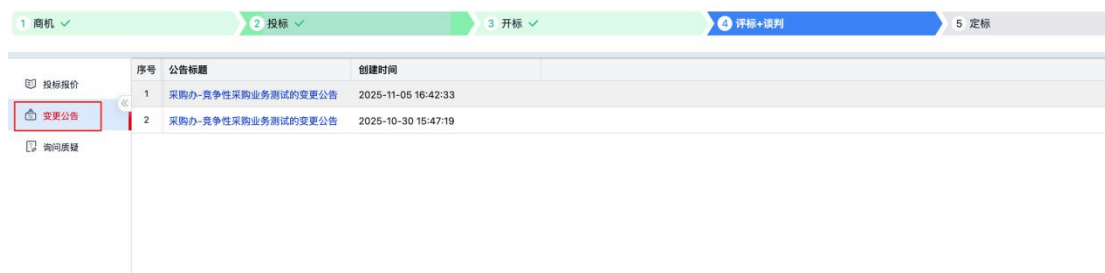 1 商机 2 投标 3 开标 4 评标+谈判 5 定标
序号 公告标题 创建时间
投标报价
1 采购办-竞争性采购业务测试的变更公告 2025-11-05 16:42:33
变更公告
2 采购办-竞争性采购业务测试的变更公告 2025-10-30 15:47:19
询问质疑